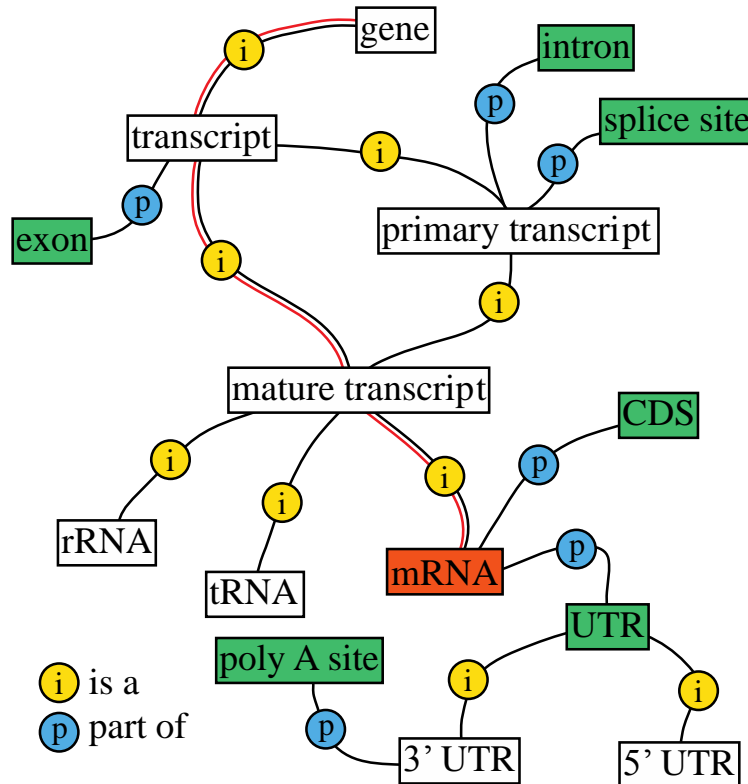 gene
i
intron
p
splice site
transcript
i
p
p
exon
primary transcript
i
i
mature transcript
CDS
i
i
i
p
rRNA
tRNA
mRNA
p
UTR
poly A site
i is a
p part of
i
i
p
3’ UTR
5’ UTR